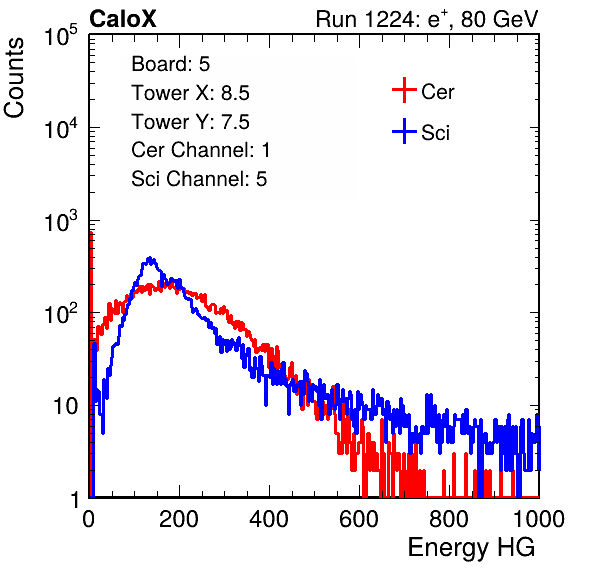 CaloX
Run 1224: e⁺, 80 GeV
Board: 5
Tower X: 8.5
Tower Y: 7.5
Cer Channel: 1
Sci Channel: 5
Cer
Sci
Counts
10⁵
10⁴
10³
10²
10
1
0 200 400 600 800 1000
Energy HG